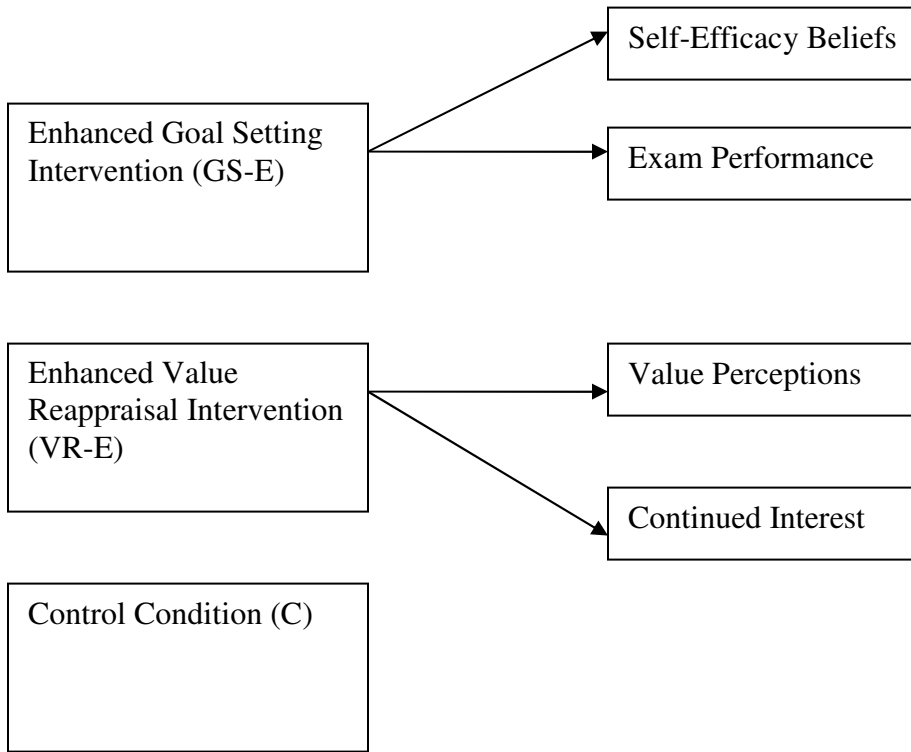 Self-Efficacy Beliefs
Enhanced Goal Setting
Intervention (GS-E)
Exam Performance
Enhanced Value
Reappraisal Intervention
(VR-E)
Value Perceptions
Continued Interest
Control Condition (C)